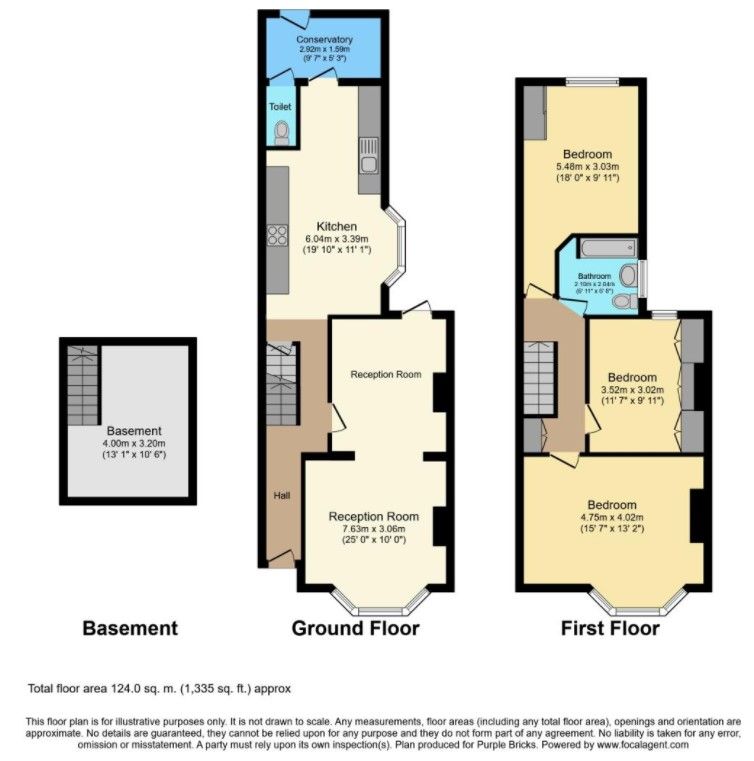 Conservatory
2.92m x 1.59m
(9' 7" x 5' 3")
Toilet
Kitchen
6.04m x 3.39m
(19' 10" x 11' 1")
Reception Room
Hall
Reception Room
7.63m x 3.06m
(25' 0" x 10' 0")
Basement
4.00m x 3.20m
(13' 1" x 10' 6")
Bedroom
5.48m x 3.03m
(18' 0" x 9' 11")
Bathroom
2.10m x 2.04m
(6' 11" x 6' 8")
Bedroom
3.52m x 3.02m
(11' 7" x 9' 11")
Bedroom
4.75m x 4.02m
(15' 7" x 13' 2")
Basement
Ground Floor
First Floor
Total floor area 124.0 sq. m. (1,335 sq. ft.) approx
This floor plan is for illustrative purposes only. It is not drawn to scale. Any measurements, floor areas (including any total floor area), openings and orientation are
approximate. No details are guaranteed, they cannot be relied upon for any purpose and they do not form part of any agreement. No liability is taken for any error,
omission or misstatement. A party must rely upon its own inspection(s). Plan produced for Purple Bricks. Powered by www.focalagent.com